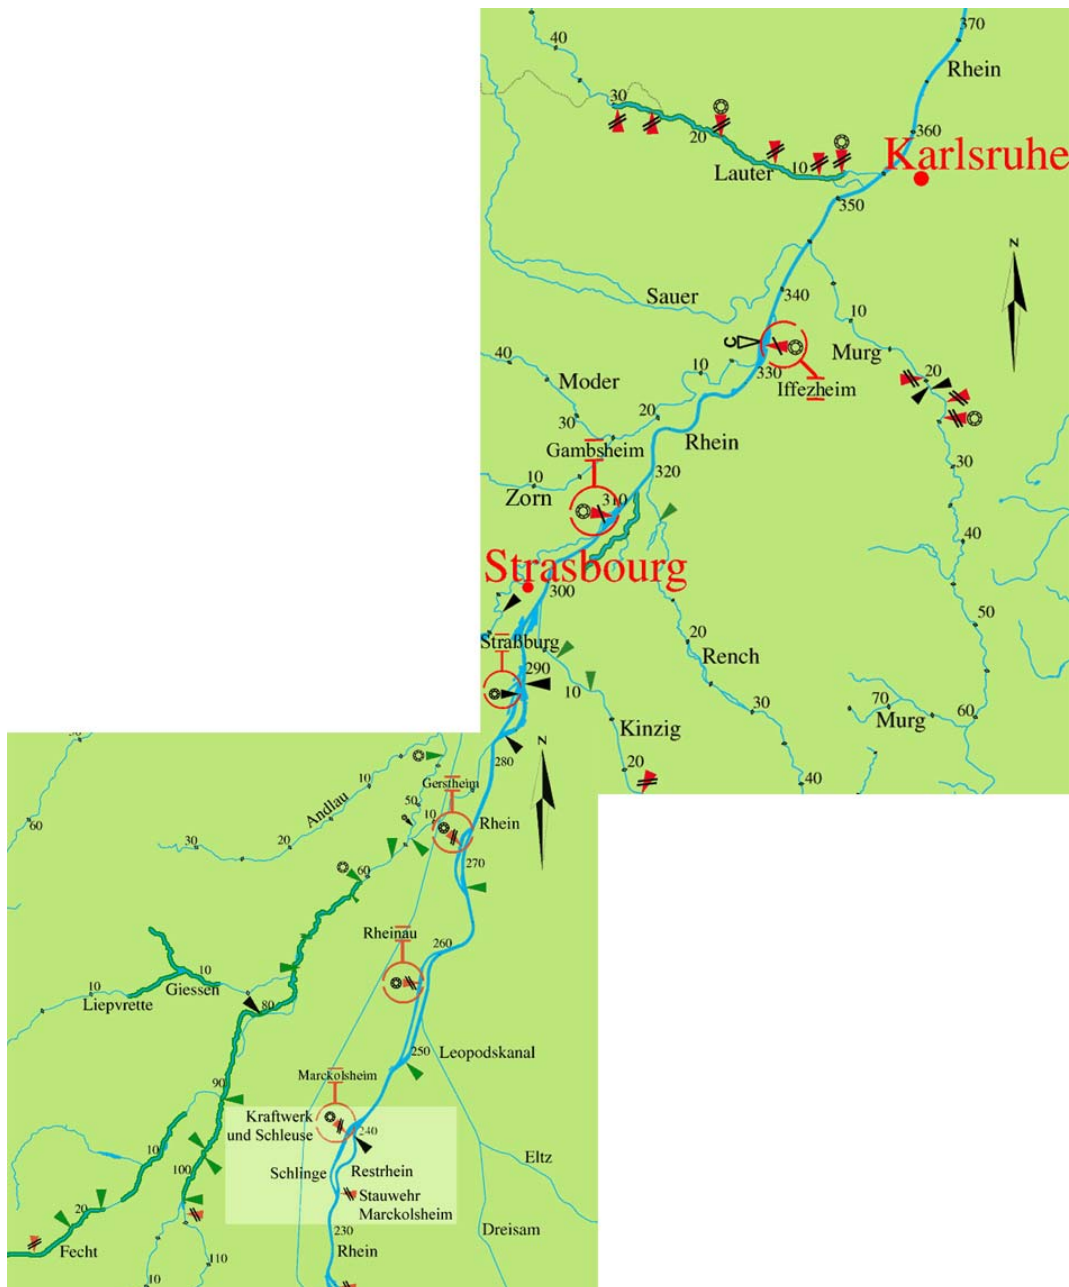 370
40
Rhein
30
360
20
Karlsruhe
10
Lauter
350
N
Sauer
340
10
C
Murg
40
10
330
20
Moder
Iffezheim
20
30
Rhein
Gambsheim
10
320
30
Zorn
310
40
Strasbourg
300
50
Straßburg
20
Rench
290
10
30
70
60
Kinzig
Murg
20
40
N
280
10
Gerstheim
50
Andlau
10
Rhein
60
30
20
270
60
Rheinau
260
10
10
Giessen
Liepvrette
80
250
Leopodskanal
Marckolsheim
90
Kraftwerk
und Schleuse
240
10
Eltz
100
Schlinge
Restrhein
Stauwehr
Marckolsheim
20
230
Dreisam
Fecht
Rhein
110
10
10